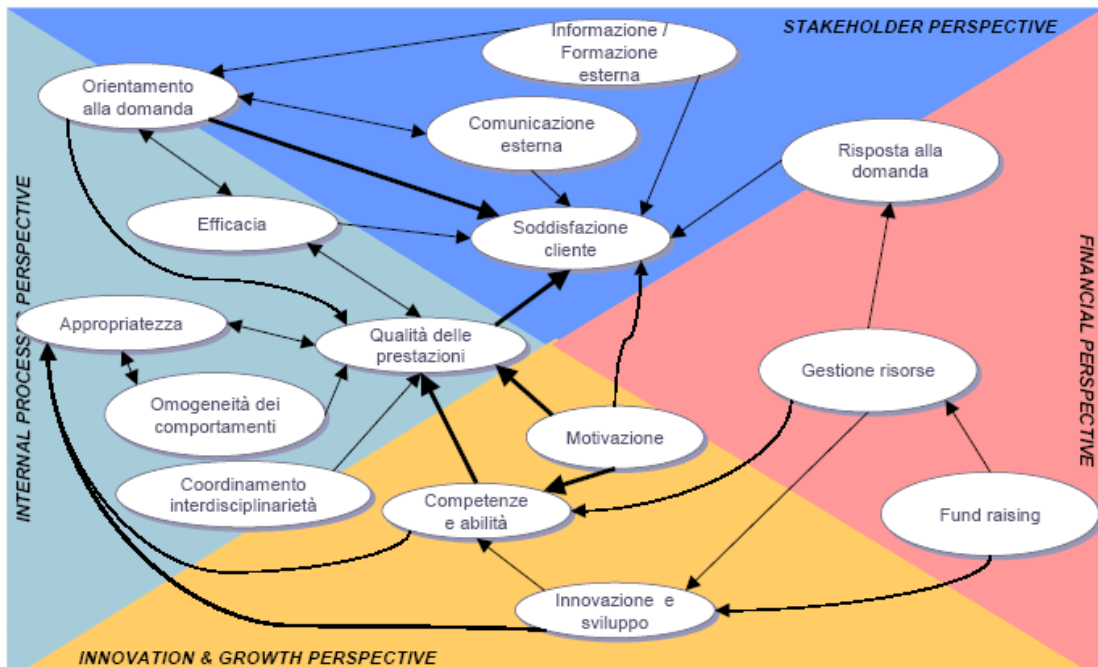 STAKEHOLDER PERSPECTIVE
Informazione /
Formazione
esterna
Orientamento
alla domanda
Comunicazione
esterna
Risposta alla
domanda
Efficacia
Soddisfazione
cliente
INTERNAL PROCESS PERSPECTIVE
FINANCIAL PERSPECTIVE
Appropriatezza
Qualità delle
prestazioni
Gestione risorse
Omogeneità dei
comportamenti
Motivazione
Coordinamento
interdisciplinarietà
Competenze
e abilità
Fund raising
Innovazione e
sviluppo
INNOVATION & GROWTH PERSPECTIVE